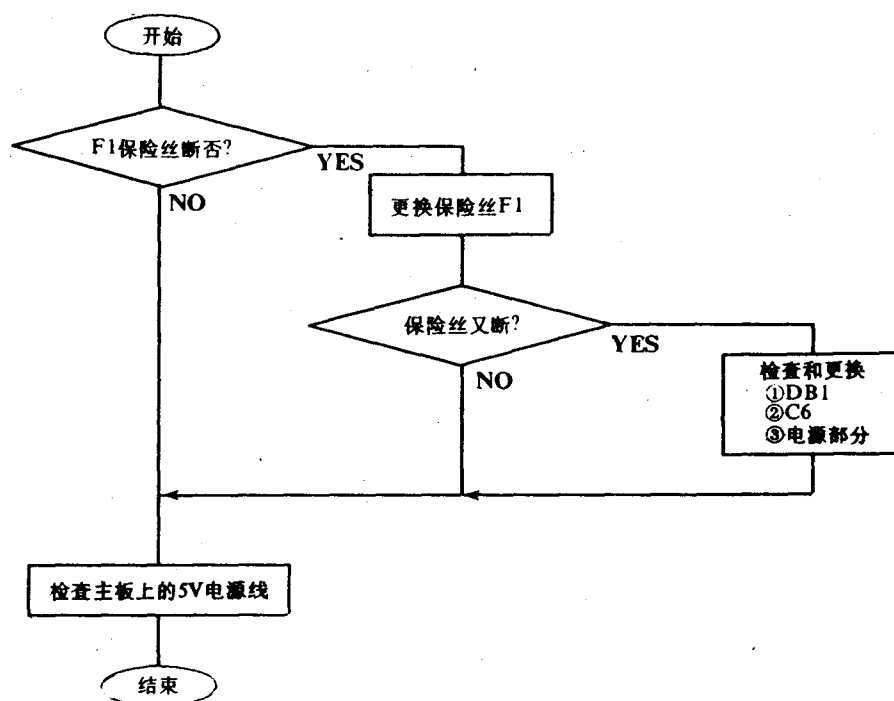 开始
F1保险丝断否?
YES
NO
更换保险丝F1
保险丝又断?
YES
NO
检查和更换
①DB1
②C6
③电源部分
检查主板上的5V电源线
结束